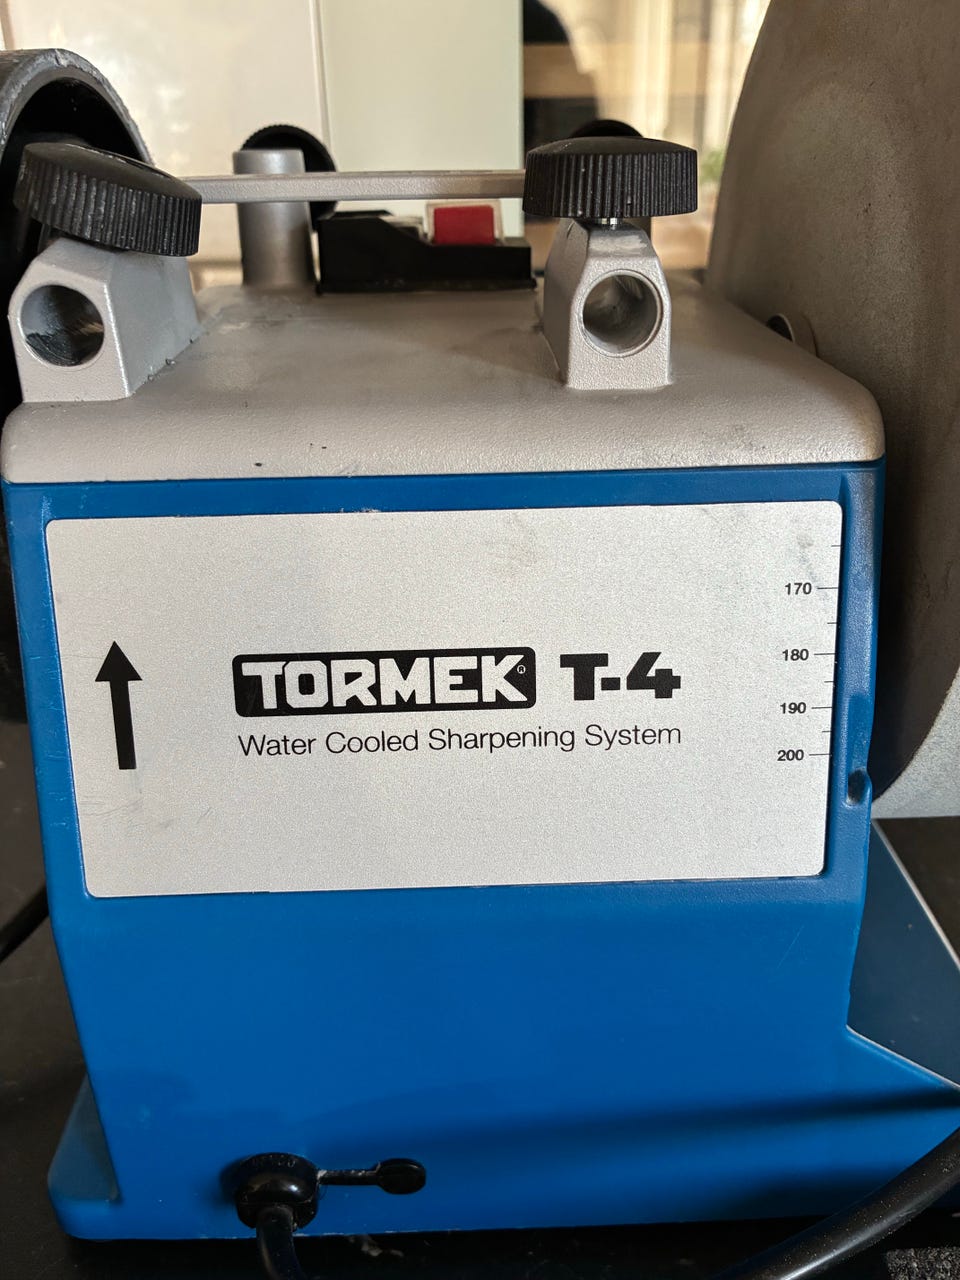 TORMEK® T-4
Water Cooled Sharpening System
170
180
190
200